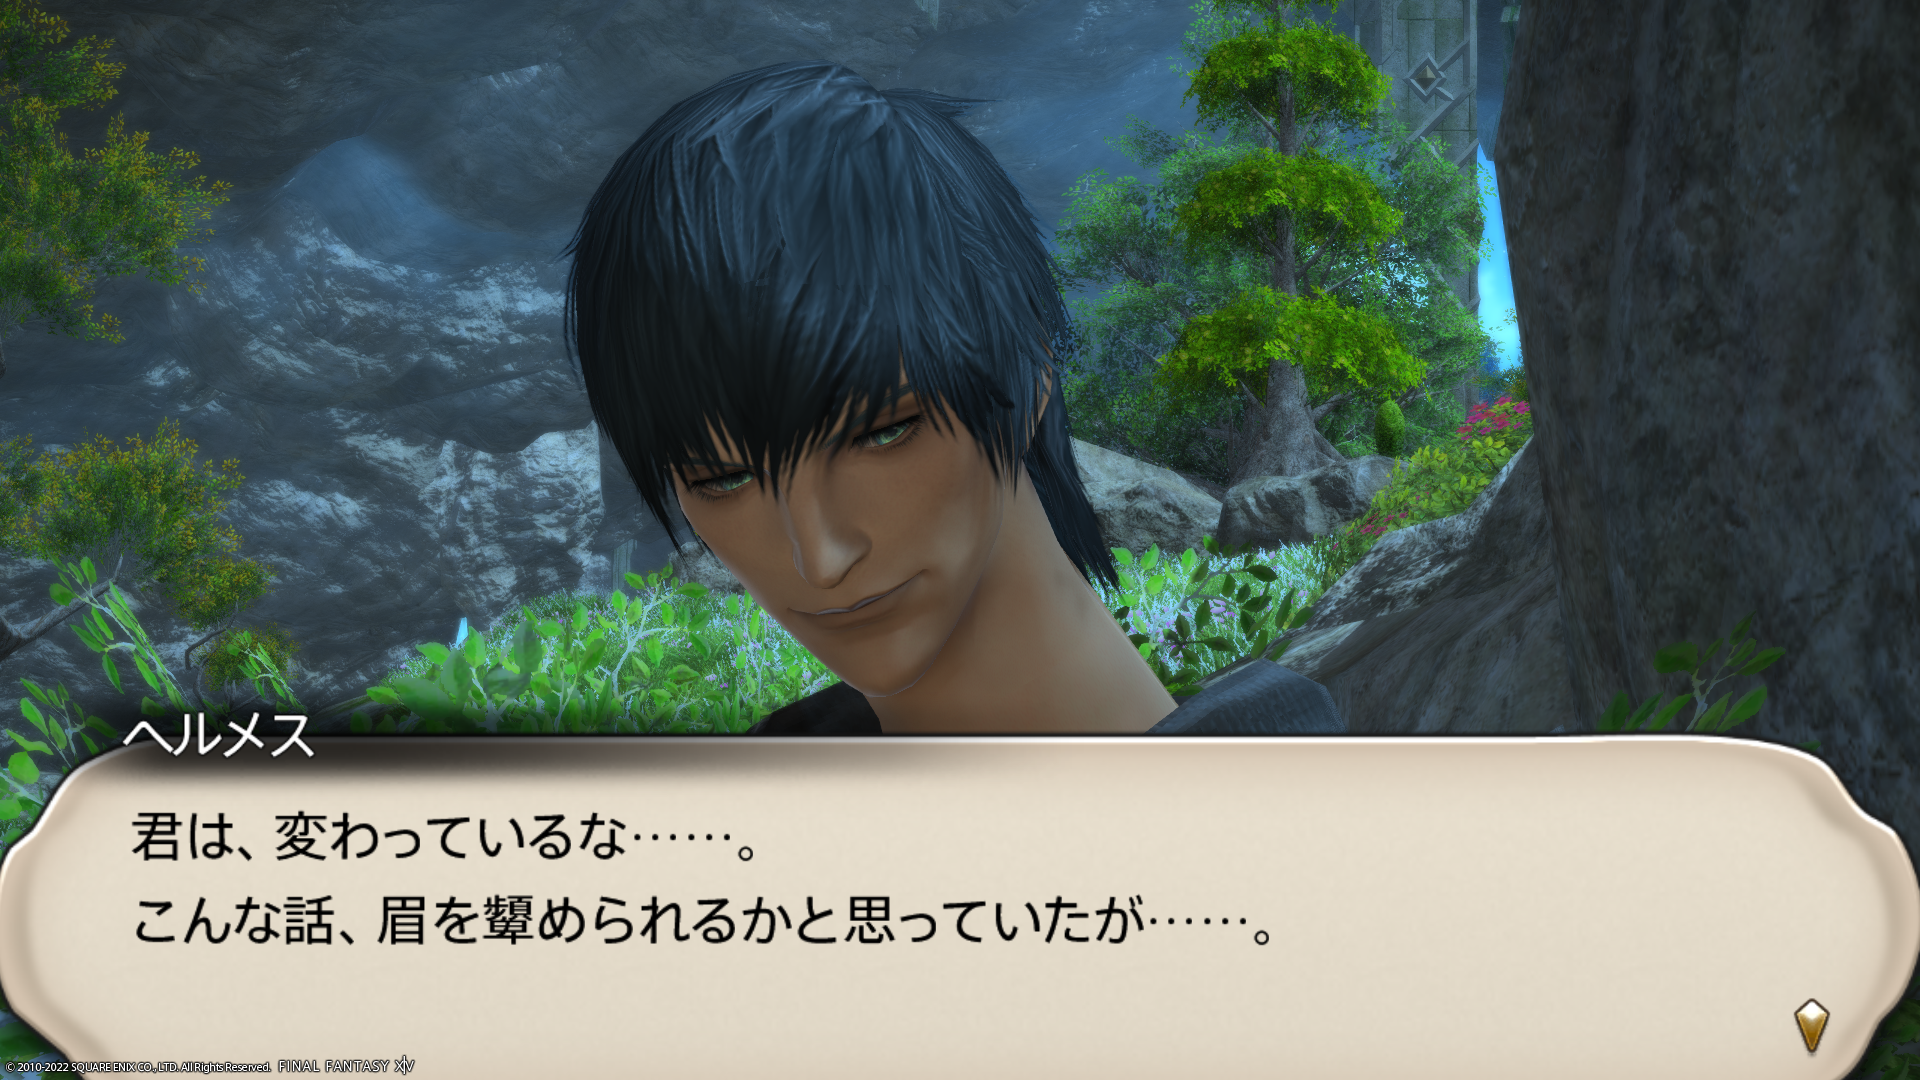 ヘルメス
君は、変わっているな……。
こんな話、眉を顰められるかと思っていたが……。
© 2010-2022 SQUARE ENIX CO., LTD. All Rights Reserved. FINAL FANTASY XIV